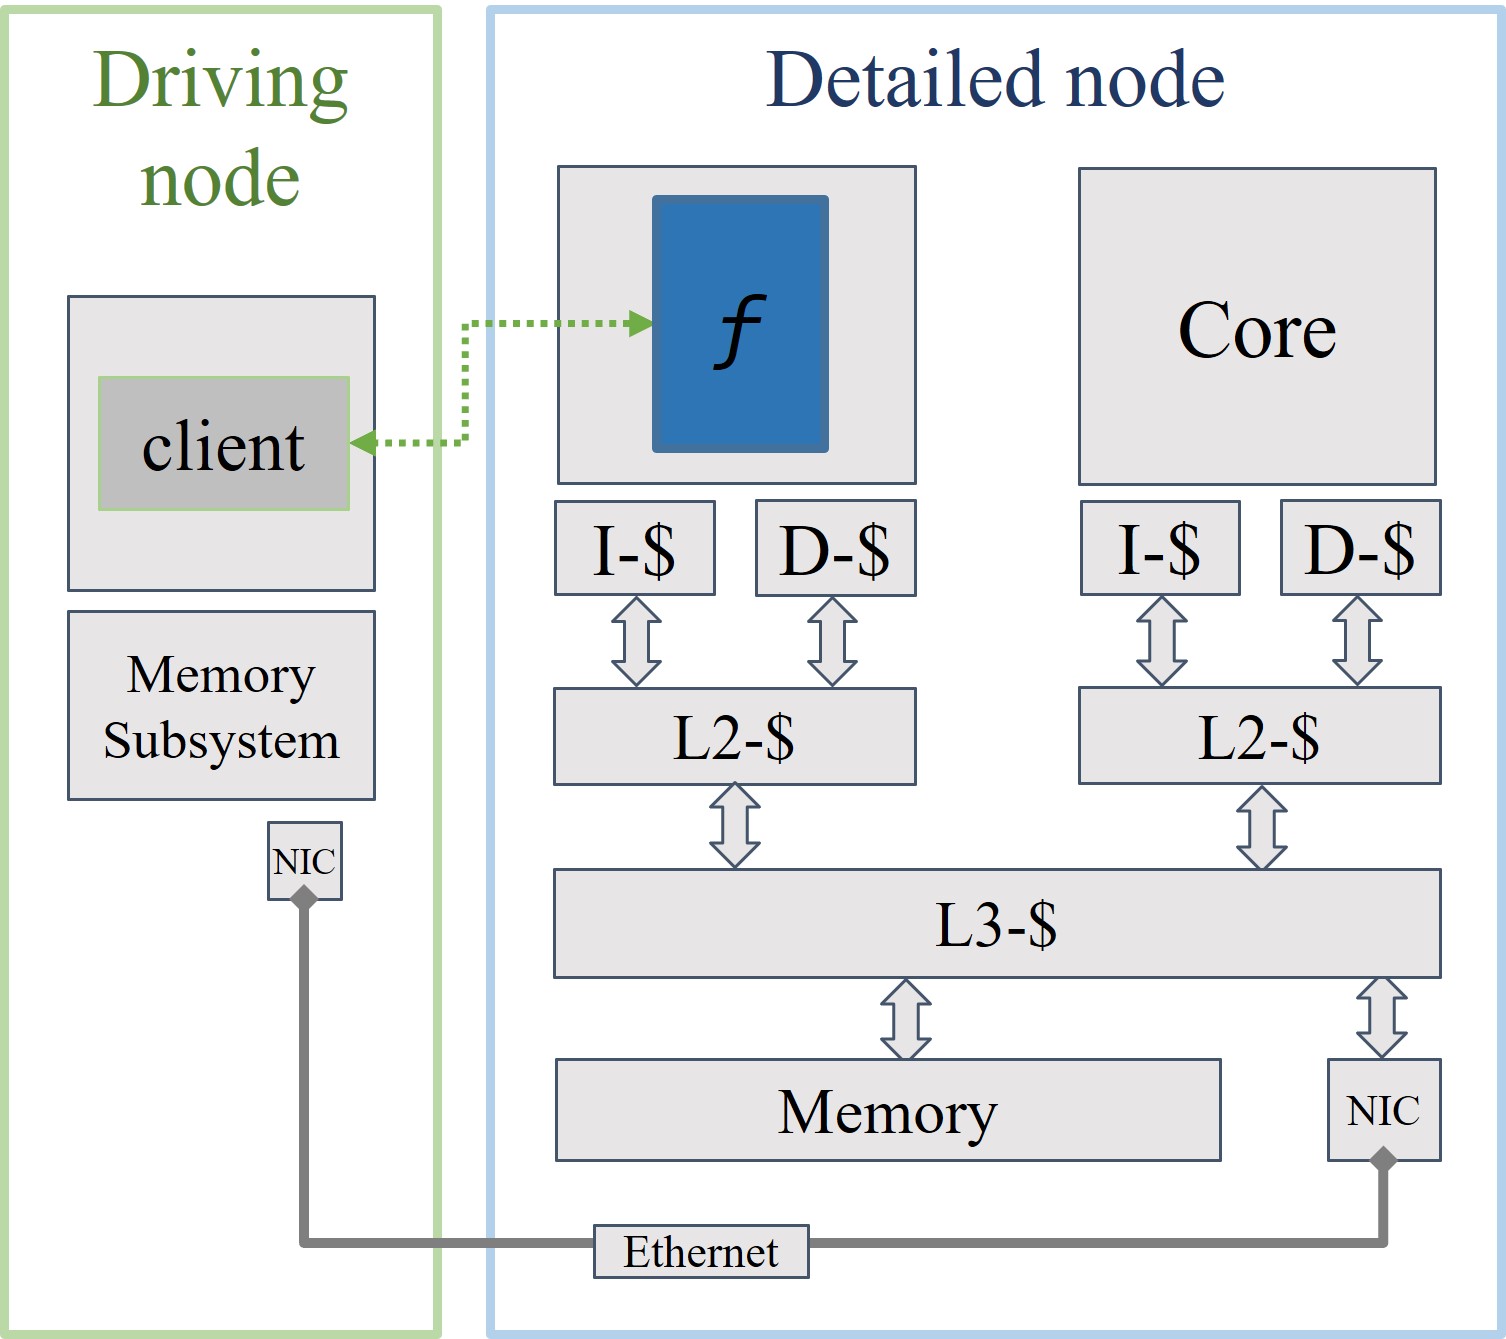 Driving
node
client
Memory
Subsystem
NIC
Detailed node
ƒ
Core
I-$
D-$
I-$
D-$
L2-$
L2-$
L3-$
Memory
NIC
Ethernet